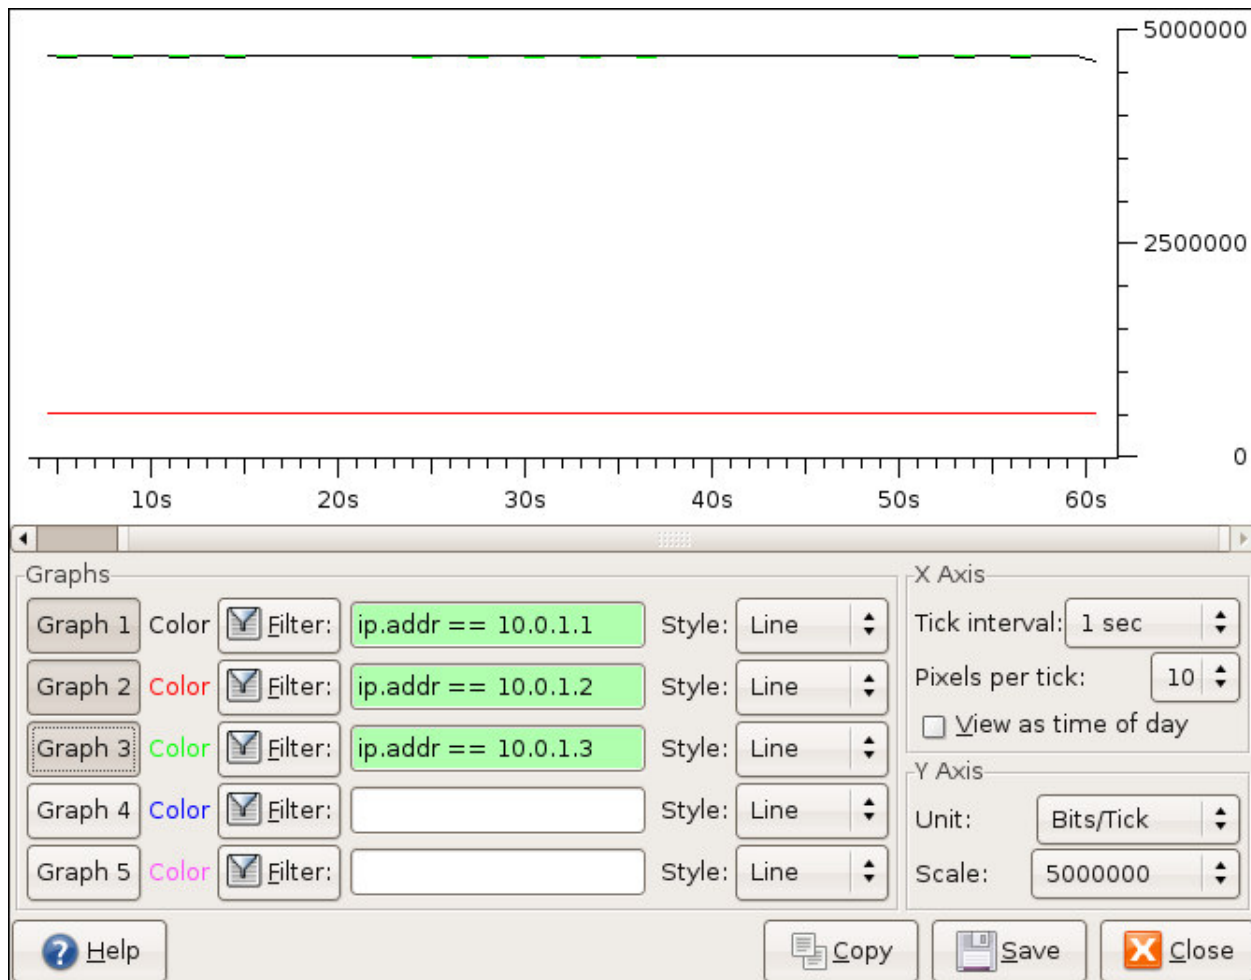 5000000
2500000
0
10s 20s 30s 40s 50s 60s
Graphs
Graph 1 Color Filter: ip.addr == 10.0.1.1 Style: Line
Graph 2 Color Filter: ip.addr == 10.0.1.2 Style: Line
Graph 3 Color Filter: ip.addr == 10.0.1.3 Style: Line
Graph 4 Color Filter: Style: Line
Graph 5 Color Filter: Style: Line
X Axis
Tick interval: 1 sec
Pixels per tick: 10
View as time of day
Y Axis
Unit: Bits/Tick
Scale: 5000000
Help Copy Save Close